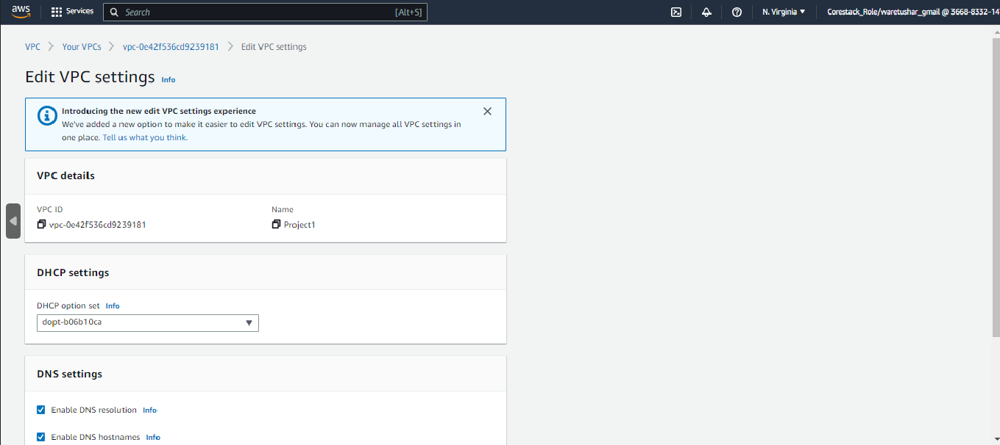 aws Services Search [Alt+S] N. Virginia Corestack_Role/waretushar_gmail @ 3668-8332-14
VPC Your VPCs vpc-0e42f536cd9239181 Edit VPC settings
Edit VPC settings Info
Introducing the new edit VPC settings experience
We've added a new option to make it easier to edit VPC settings. You can now manage all VPC settings in
one place. Tell us what you think.
VPC details
VPC ID Name
vpc-0e42f536cd9239181 Project1
DHCP settings
DHCP option set Info
dopt-b06b10ca
DNS settings
Enable DNS resolution Info
Enable DNS hostnames Info